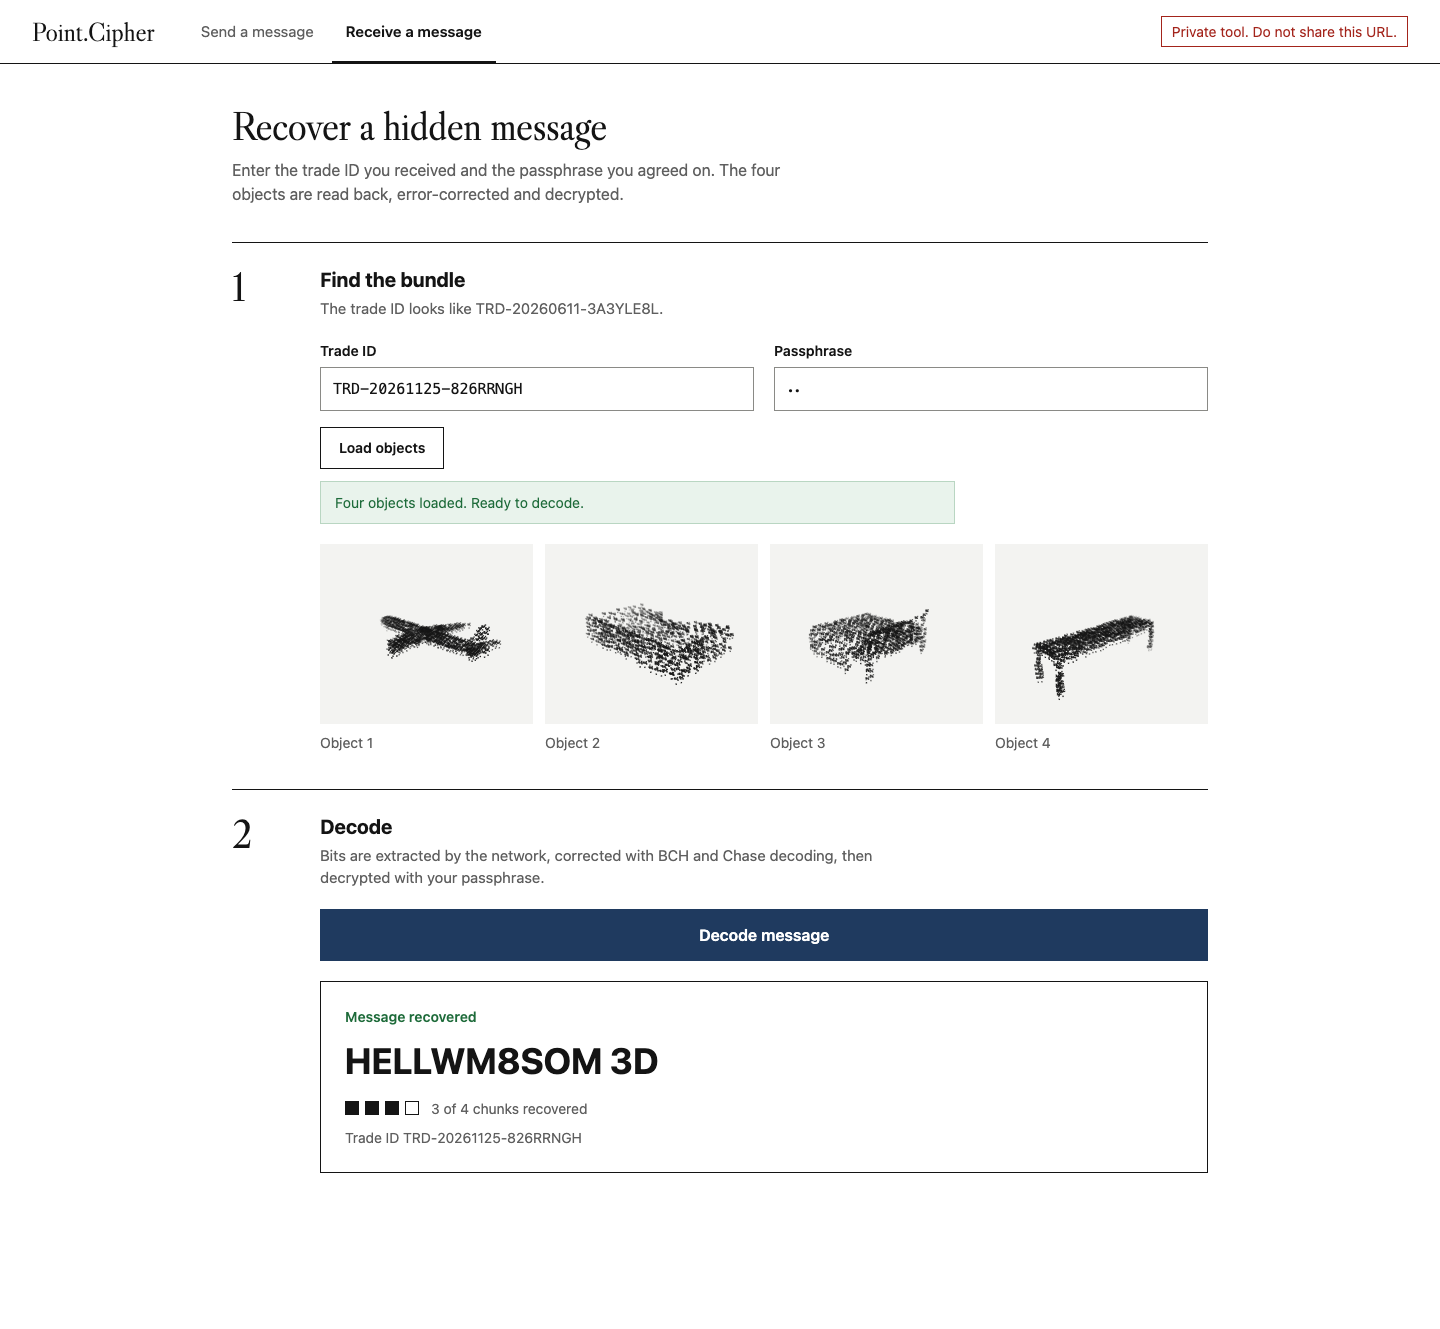 Point.Cipher
Send a message
Receive a message
Private tool. Do not share this URL.
Recover a hidden message
Enter the trade ID you received and the passphrase you agreed on. The four
objects are read back, error-corrected and decrypted.
1
Find the bundle
The trade ID looks like TRD-20260611-3A3YLE8L.
Trade ID
Passphrase
TRD-20261125-826RRNGH
••
Load objects
Four objects loaded. Ready to decode.
Object 1
Object 2
Object 3
Object 4
2
Decode
Bits are extracted by the network, corrected with BCH and Chase decoding, then
decrypted with your passphrase.
Decode message
Message recovered
HELLWM8SOM 3D
3 of 4 chunks recovered
Trade ID TRD-20261125-826RRNGH